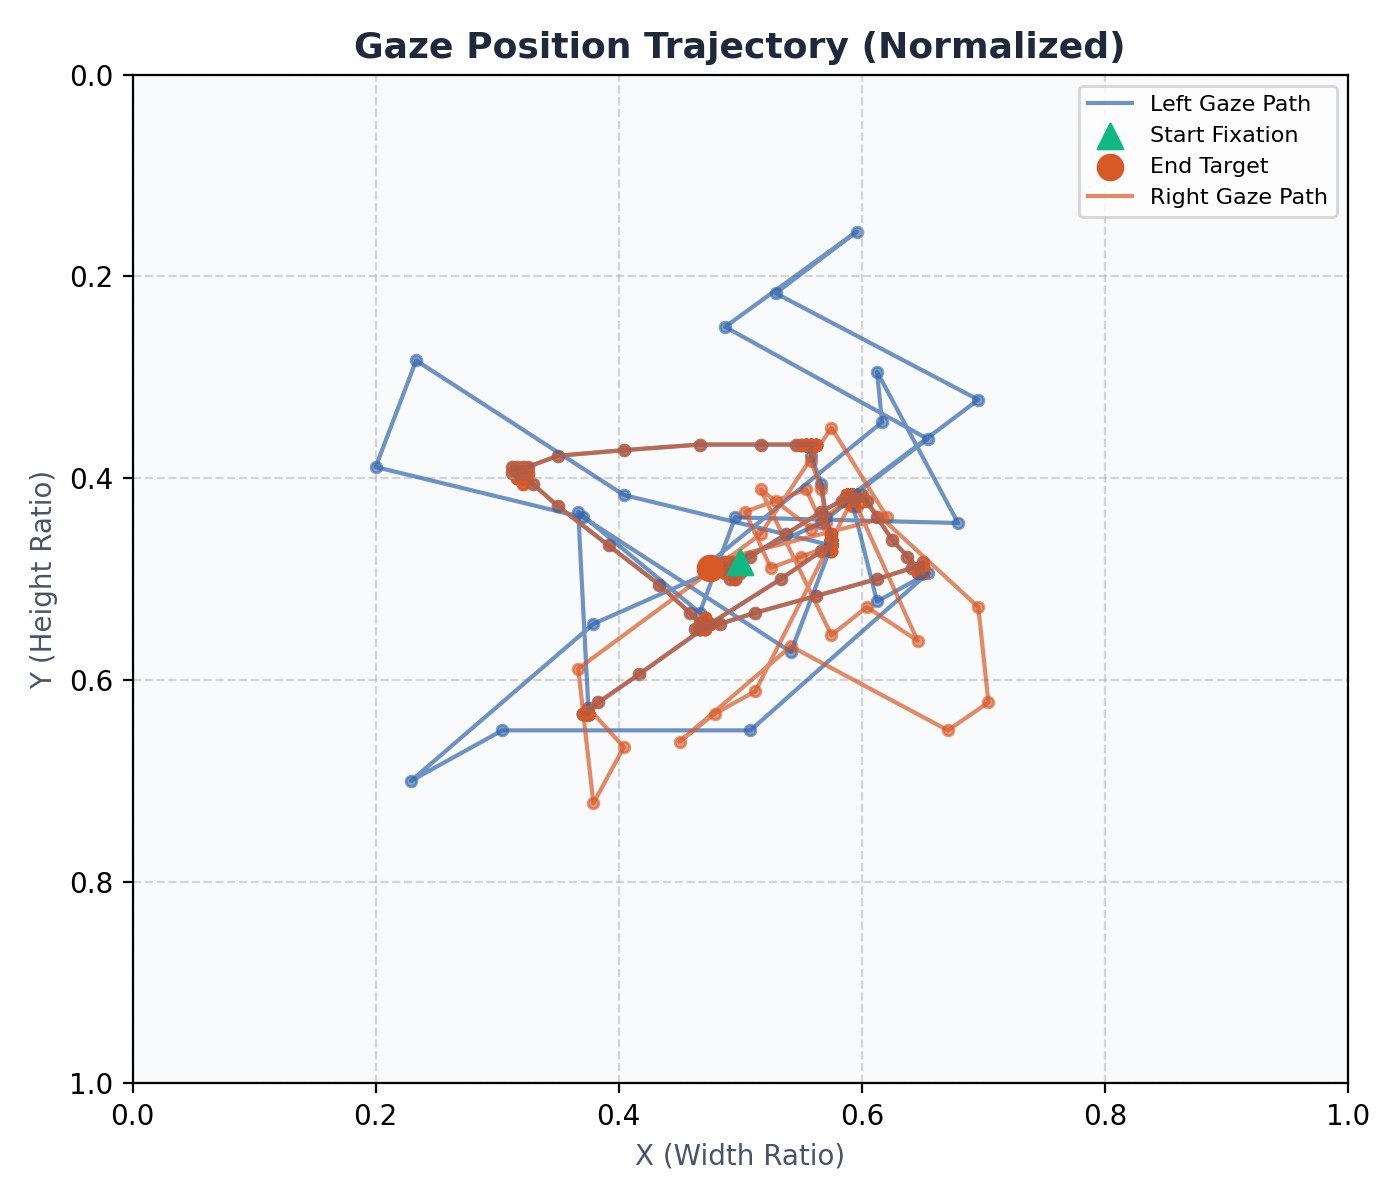 Gaze Position Trajectory (Normalized)
Left Gaze Path
Start Fixation
End Target
Right Gaze Path
Y (Height Ratio)
0.0
0.2
0.4
0.6
0.8
1.0
0.0 0.2 0.4 0.6 0.8 1.0
X (Width Ratio)